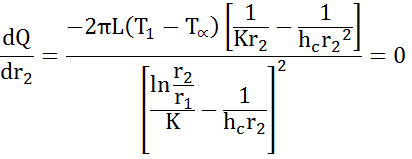 dQ/dr₂ = −2πL(T₁ − T∝) [1/Kr₂ − 1/h_c r₂²] / [ln(r₂/r₁)/K − 1/h_c r₂]² = 0